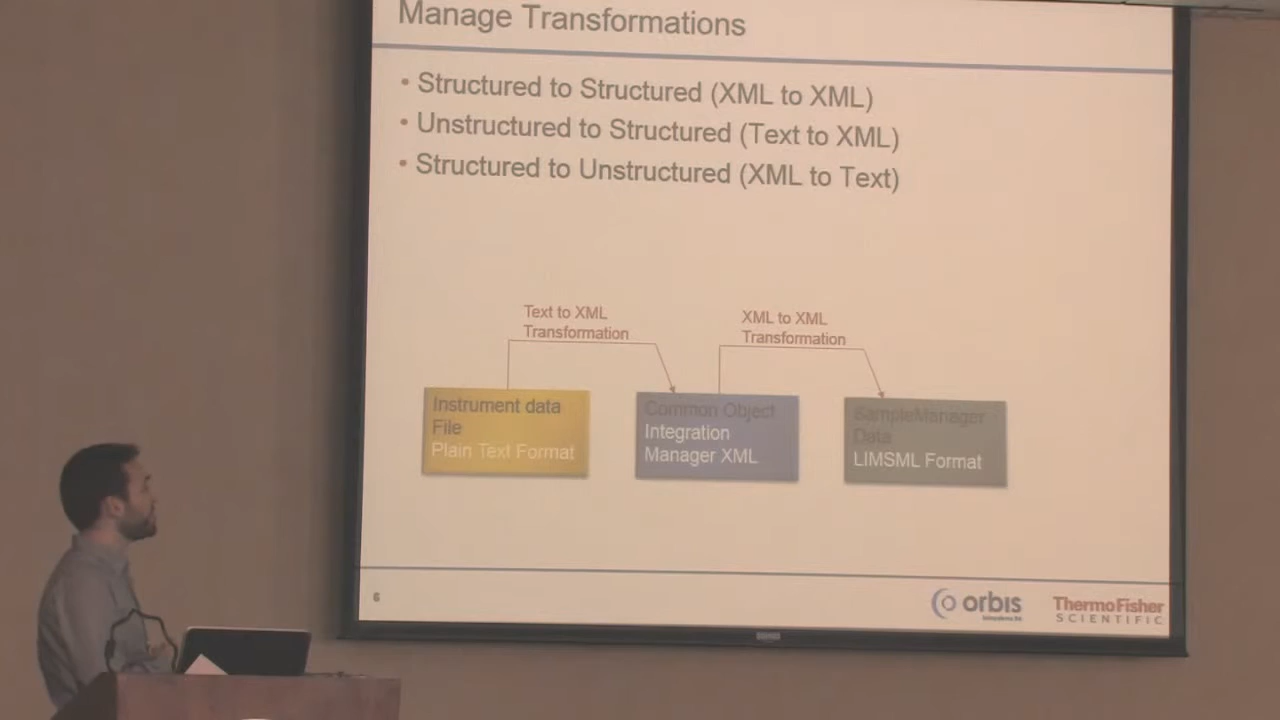 Manage Transformations
• Structured to Structured (XML to XML)
• Unstructured to Structured (Text to XML)
• Structured to Unstructured (XML to Text)
Text to XML
Transformation
XML to XML
Transformation
Instrument data
File
Plain Text Format
Common Object
Integration
Manager XML
SampleManager
Data
LIMSML Format
6
orbis
ThermoFisher
SCIENTIFIC